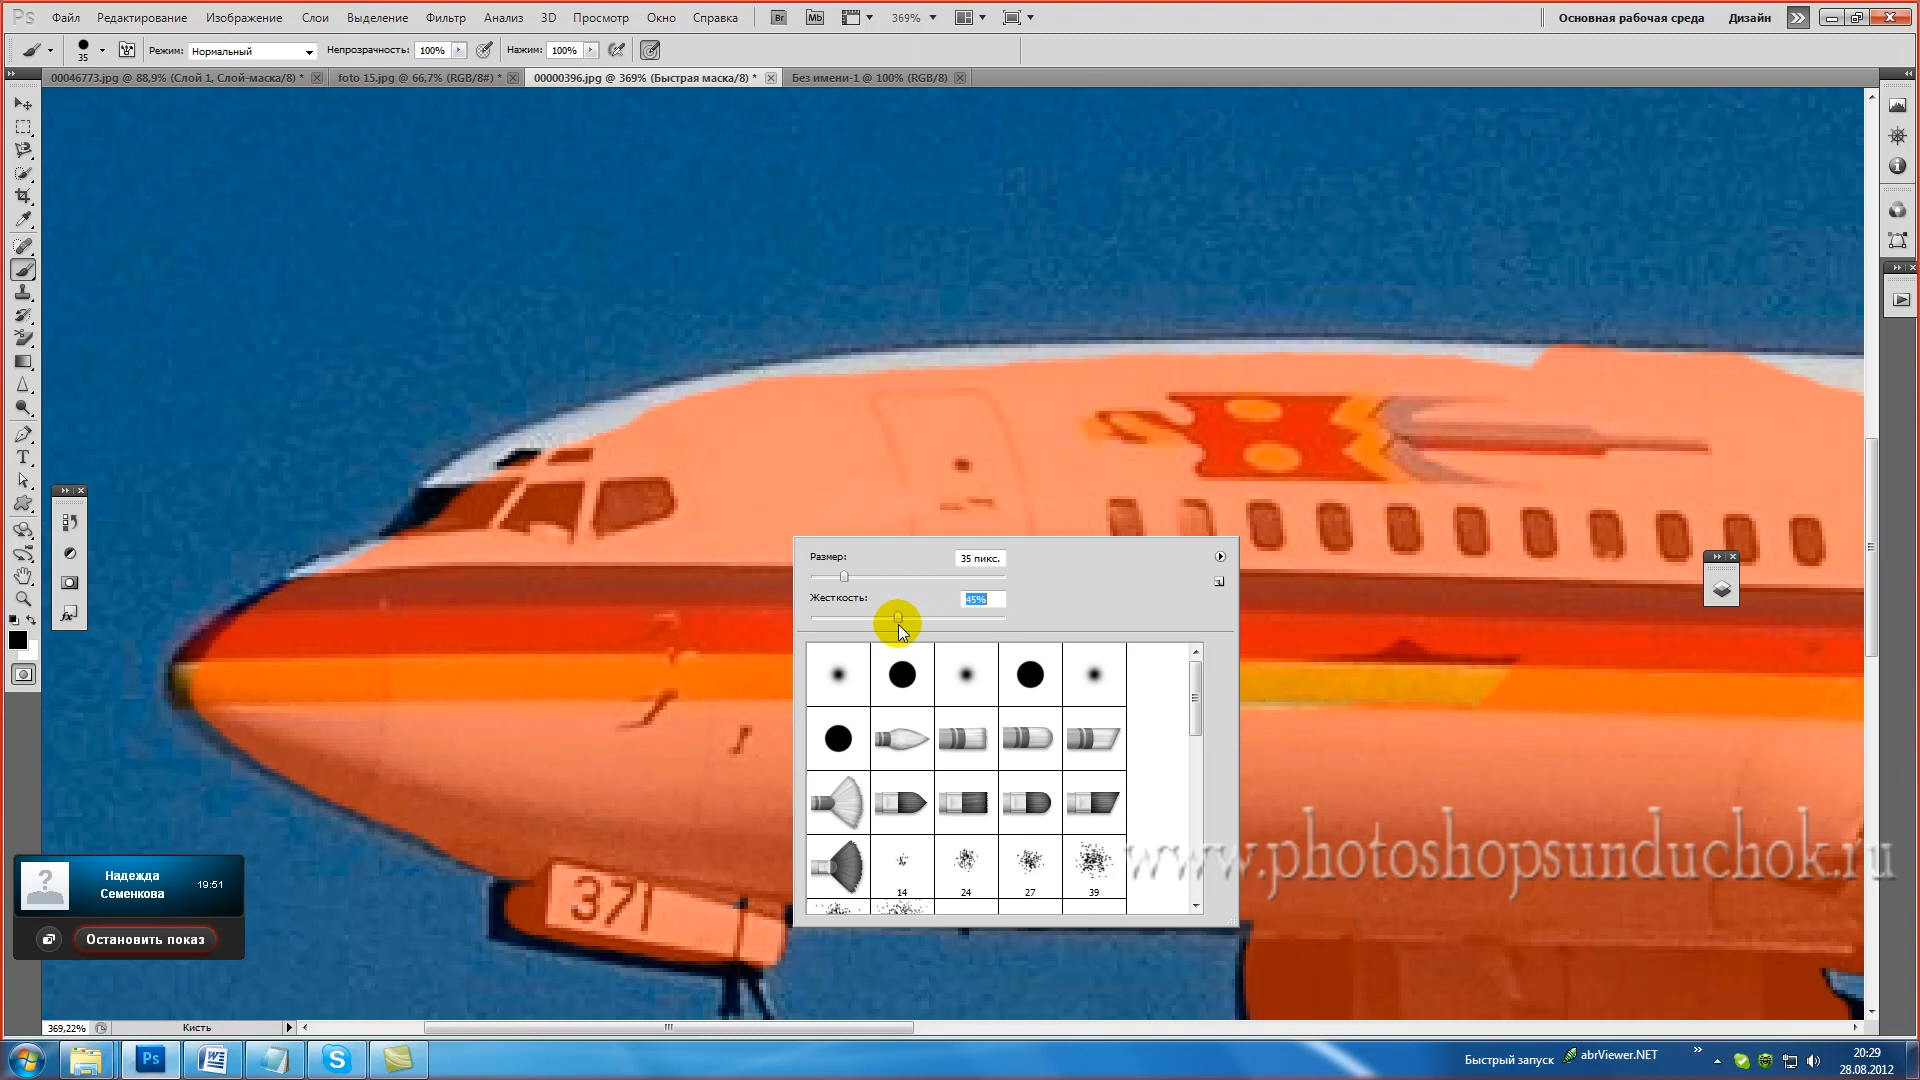 Ps Файл Редактирование Изображение Слои Выделение Фильтр Анализ 3D Просмотр Окно Справка Br Mb 369% Основная рабочая среда Дизайн
35 Режим: Нормальный Непрозрачность: 100% Нажим: 100%
00046773.jpg @ 88,9% (Слой 1, Слой-маска/8) * foto 15.jpg @ 66,7% (RGB/8#) * 00000396.jpg @ 369% (Быстрая маска/8) * Без имени-1 @ 100% (RGB/8)
Размер: 35 пикс.
Жесткость: 45%
14 24 27 39
www.photoshopsunduchok.ru
371
Надежда
Семенкова
19:51
Остановить показ
369,22% Кисть
Ps
Быстрый запуск abrViewer.NET
20:29
28.08.2012